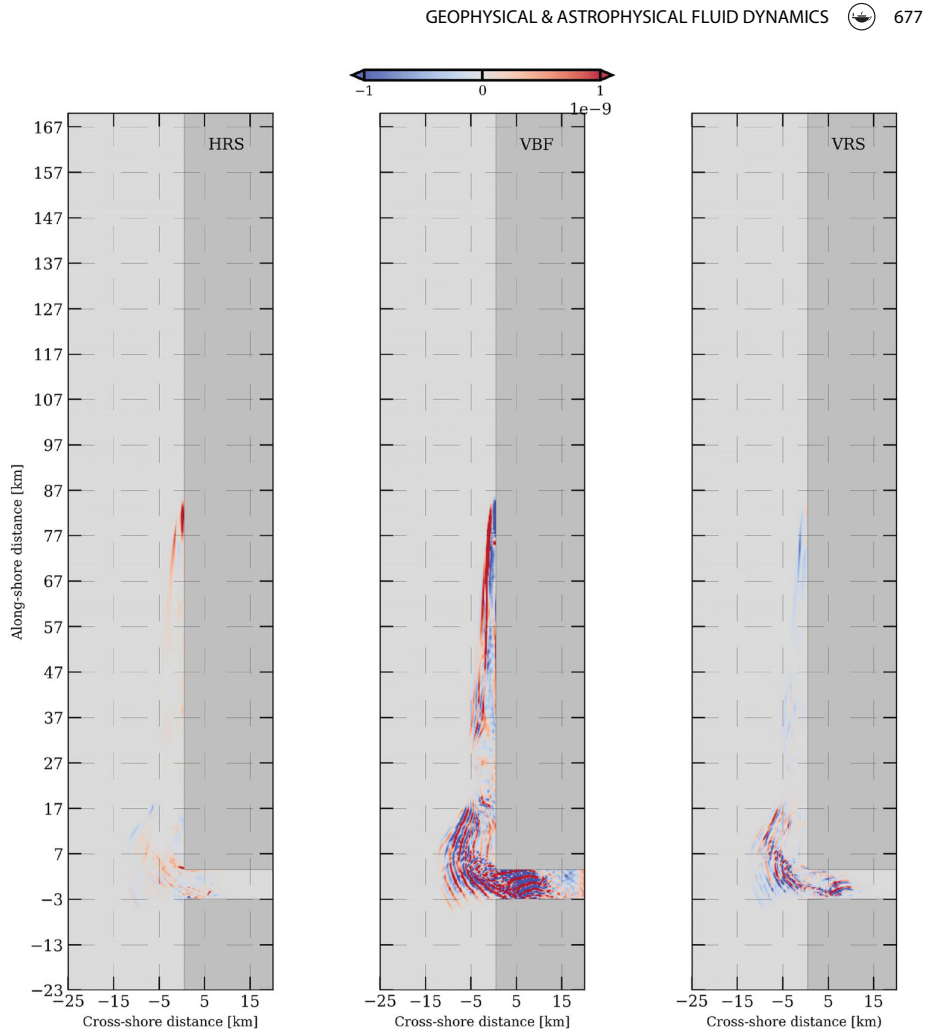 GEOPHYSICAL & ASTROPHYSICAL FLUID DYNAMICS 677
−1 0 1
1e−9
HRS VBF VRS
167
157
147
137
127
117
107
97
87
77
67
57
47
37
27
17
7
−3
−13
−23
Along-shore distance [km]
−25 −15 −5 5 15 −25 −15 −5 5 15 −25 −15 −5 5 15
Cross-shore distance [km] Cross-shore distance [km] Cross-shore distance [km)